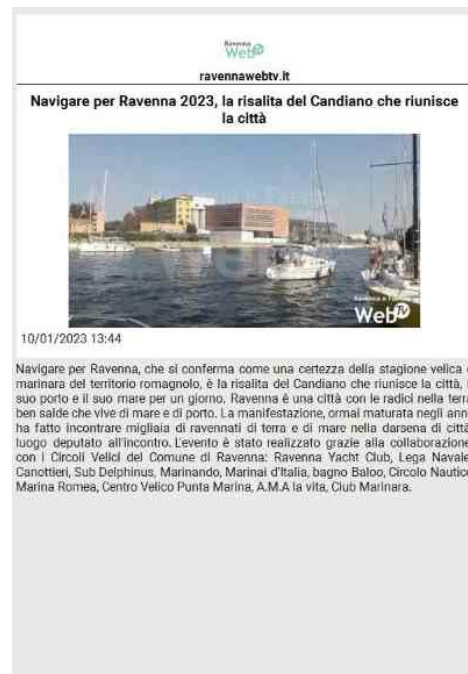 Ravenna
Web
ravennawebtv.it
Navigare per Ravenna 2023, la risalita del Candiano che riunisce
la città
Web TV
10/01/2023 13:44
Navigare per Ravenna, che si conferma come una certezza della stagione velica
marinara del territorio romagnolo, è la risalita del Candiano che riunisce la città,
suo porto e il suo mare per un giorno. Ravenna è una città con le radici nella terra
ben salde che vive di mare e di porto. La manifestazione, ormai maturata negli ann
ha fatto incontrare migliaia di ravennati di terra e di mare nella darsena di città
luogo deputato all'incontro. L'evento è stato realizzato grazie alla collaborazione
con i Circoli Velici del Comune di Ravenna: Ravenna Yacht Club, Lega Navale
Canottieri, Sub Delphinus, Marinando, Marinai d'Italia, bagno Baloo, Circolo Nautico
Marina Romea, Centro Velico Punta Marina, A.M.A la vita, Club Marinara.